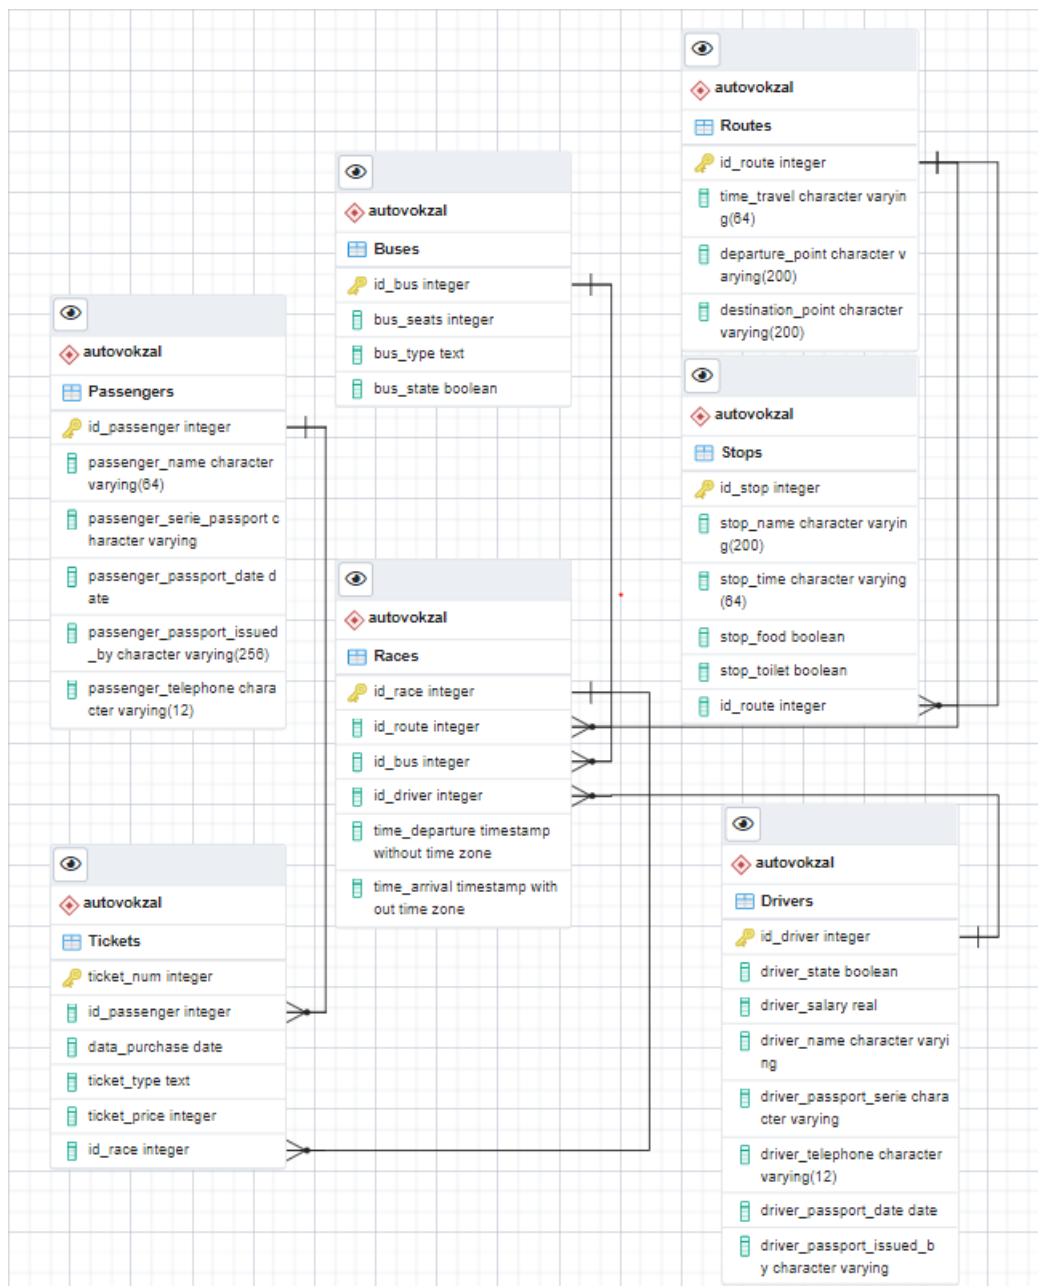 autovokzal
Routes
id_route integer
time_travel character varyin
g(64)
departure_point character v
arying(200)
destination_point character
varying(200)
autovokzal
Buses
id_bus integer
bus_seats integer
bus_type text
bus_state boolean
autovokzal
Passengers
id_passenger integer
passenger_name character
varying(64)
passenger_serie_passport c
haracter varying
passenger_passport_date d
ate
passenger_passport_issued
_by character varying(256)
passenger_telephone chara
cter varying(12)
autovokzal
Stops
id_stop integer
stop_name character varyin
g(200)
stop_time character varying
(64)
stop_food boolean
stop_toilet boolean
id_route integer
autovokzal
Races
id_race integer
id_route integer
id_bus integer
id_driver integer
time_departure timestamp
without time zone
time_arrival timestamp with
out time zone
autovokzal
Tickets
ticket_num integer
id_passenger integer
data_purchase date
ticket_type text
ticket_price integer
id_race integer
autovokzal
Drivers
id_driver integer
driver_state boolean
driver_salary real
driver_name character varyi
ng
driver_passport_serie chara
cter varying
driver_telephone character
varying(12)
driver_passport_date date
driver_passport_issued_b
y character varying